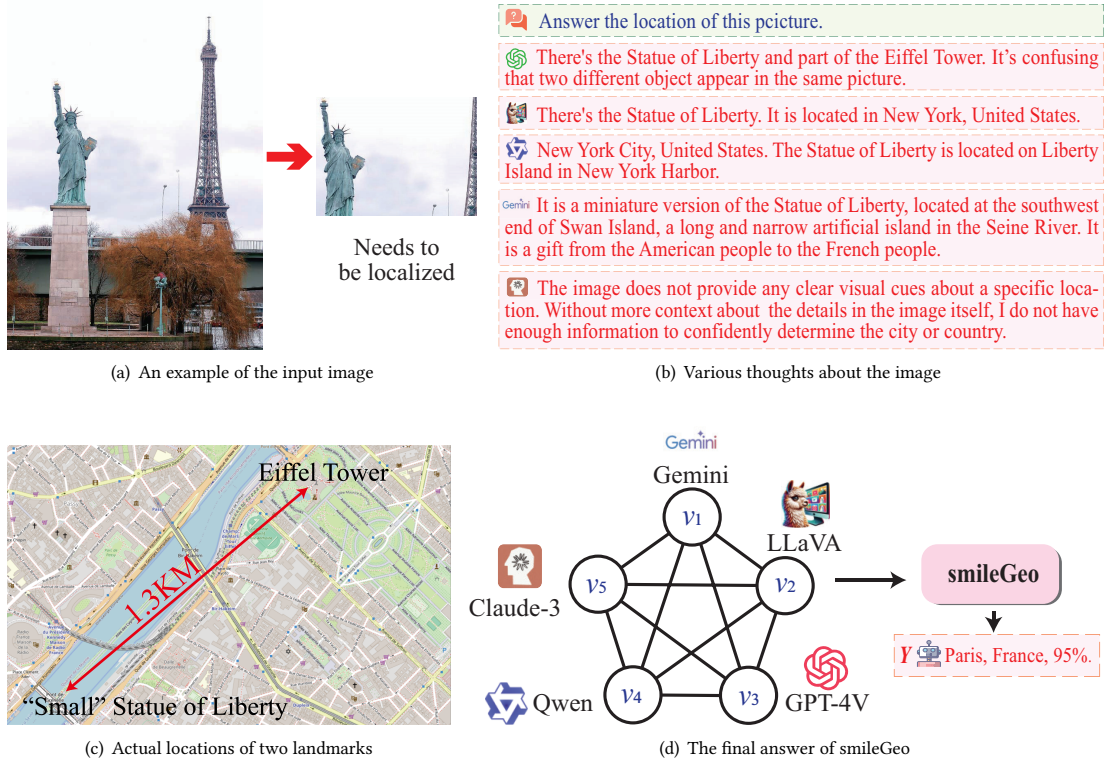 Needs to
be localized
(a) An example of the input image
Answer the location of this pcicture.
There's the Statue of Liberty and part of the Eiffel Tower. It's confusing
that two different object appear in the same picture.
There's the Statue of Liberty. It is located in New York, United States.
New York City, United States. The Statue of Liberty is located on Liberty
Island in New York Harbor.
Gemini It is a miniature version of the Statue of Liberty, located at the southwest
end of Swan Island, a long and narrow artificial island in the Seine River. It
is a gift from the American people to the French people.
The image does not provide any clear visual cues about a specific loca-
tion. Without more context about the details in the image itself, I do not have
enough information to confidently determine the city or country.
(b) Various thoughts about the image
Eiffel Tower
1.3KM
"Small" Statue of Liberty
(c) Actual locations of two landmarks
Gemini
Gemini
v1
LLaVA
v5
v2
Claude-3
smileGeo
Y Paris, France, 95%.
v4
v3
Qwen
GPT-4V
(d) The final answer of smileGeo